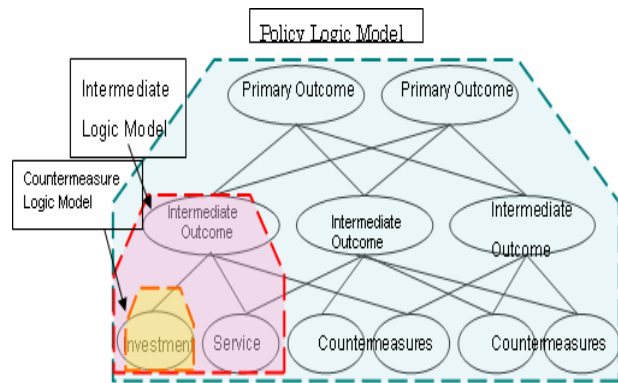 Policy Logic Model
Intermediate
Logic Model
Countermeasure
Logic Model
Primary Outcome
Primary Outcome
Intermediate
Outcome
Intermediate
Outcome
Intermediate
Outcome
Investment
Service
Countermeasures
Countermeasures